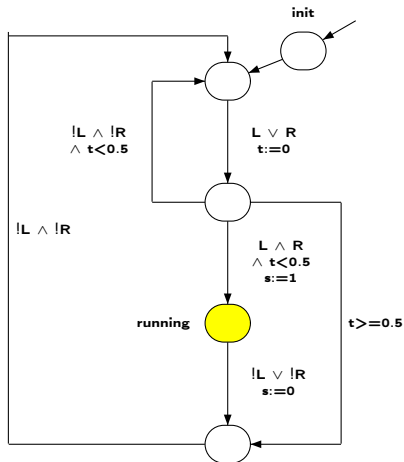 init
!L ∧ !R
∧ t<0.5
L ∨ R
t:=0
!L ∧ !R
L ∧ R
∧ t<0.5
s:=1
running
t>=0.5
!L ∨ !R
s:=0